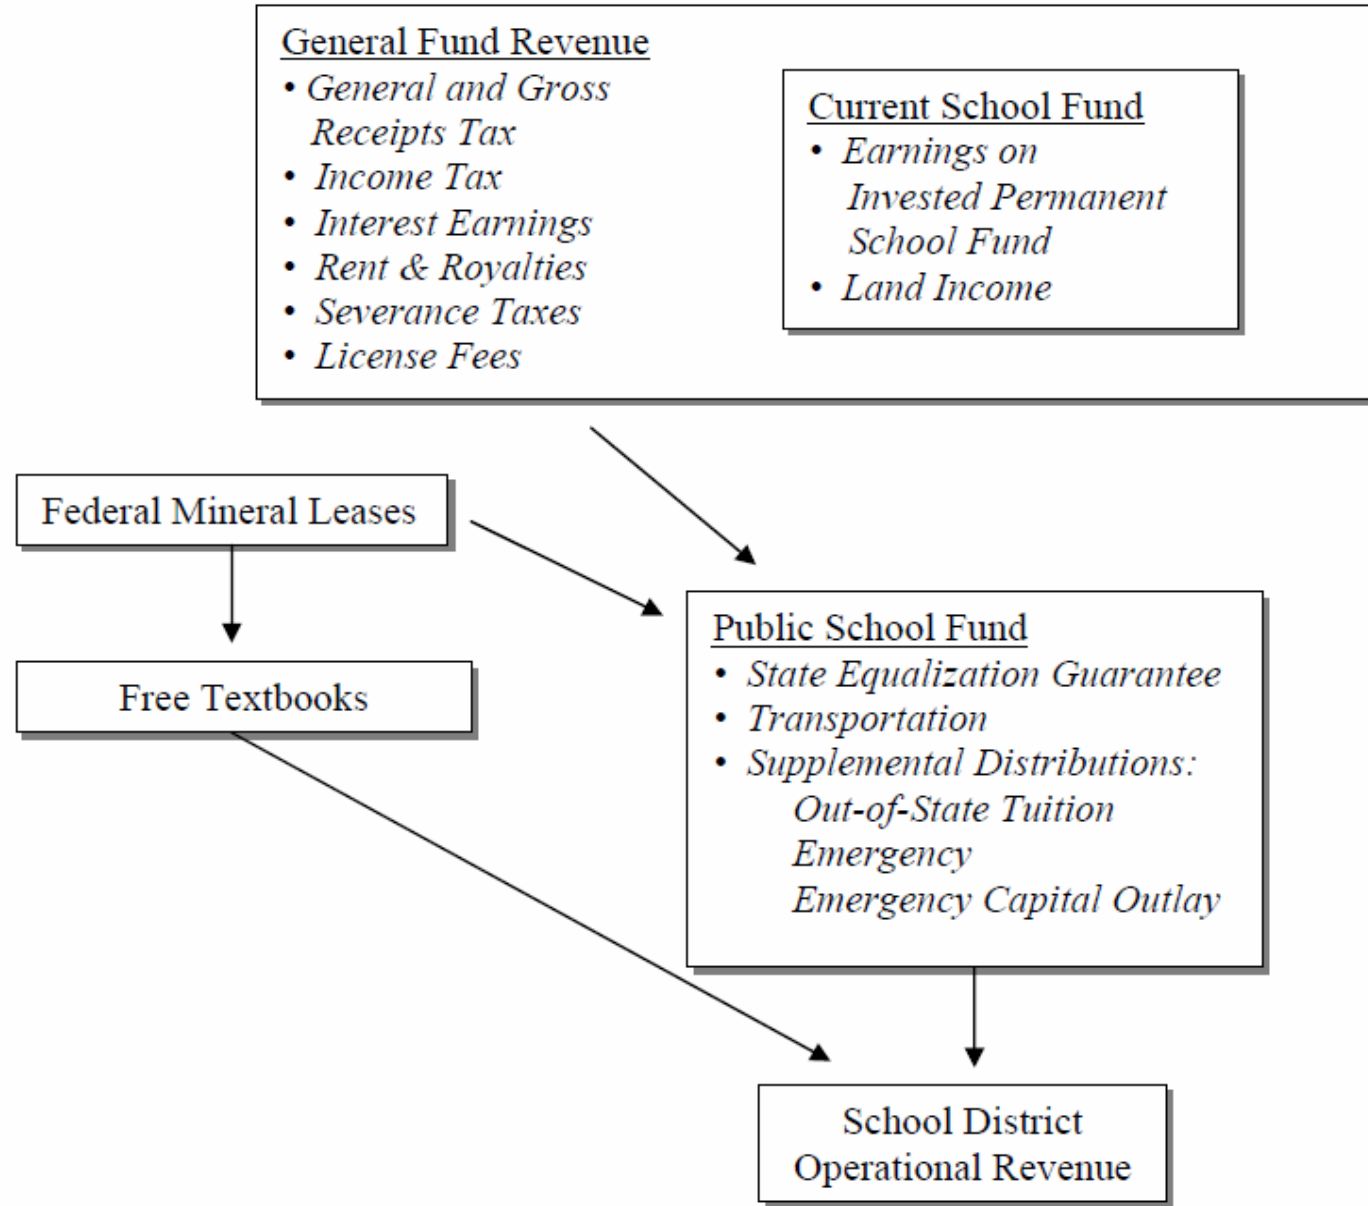 General Fund Revenue
• General and Gross
Receipts Tax
• Income Tax
• Interest Earnings
• Rent & Royalties
• Severance Taxes
• License Fees
Current School Fund
• Earnings on
Invested Permanent
School Fund
• Land Income
Federal Mineral Leases
Free Textbooks
Public School Fund
• State Equalization Guarantee
• Transportation
• Supplemental Distributions:
Out-of-State Tuition
Emergency
Emergency Capital Outlay
School District
Operational Revenue